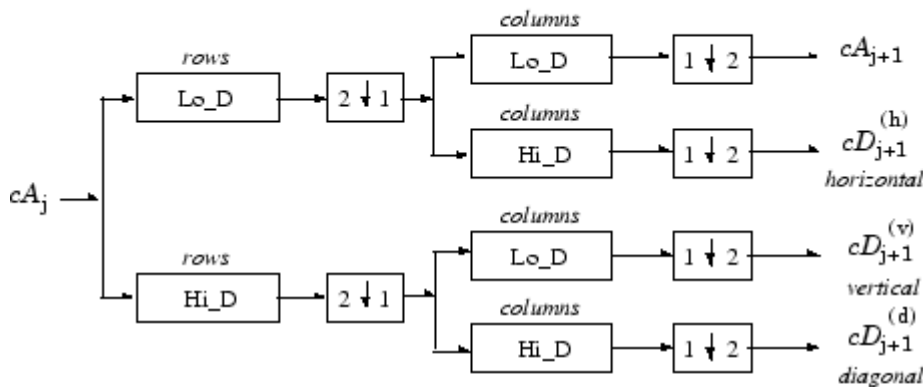 columns
rows
Lo_D
1 ↓ 2
cA_{j+1}
Lo_D
2 ↓ 1
columns
Hi_D
1 ↓ 2
cD_{j+1}^{(h)}
horizontal
cA_j
columns
rows
Lo_D
1 ↓ 2
cD_{j+1}^{(v)}
vertical
Hi_D
2 ↓ 1
columns
Hi_D
1 ↓ 2
cD_{j+1}^{(d)}
diagonal